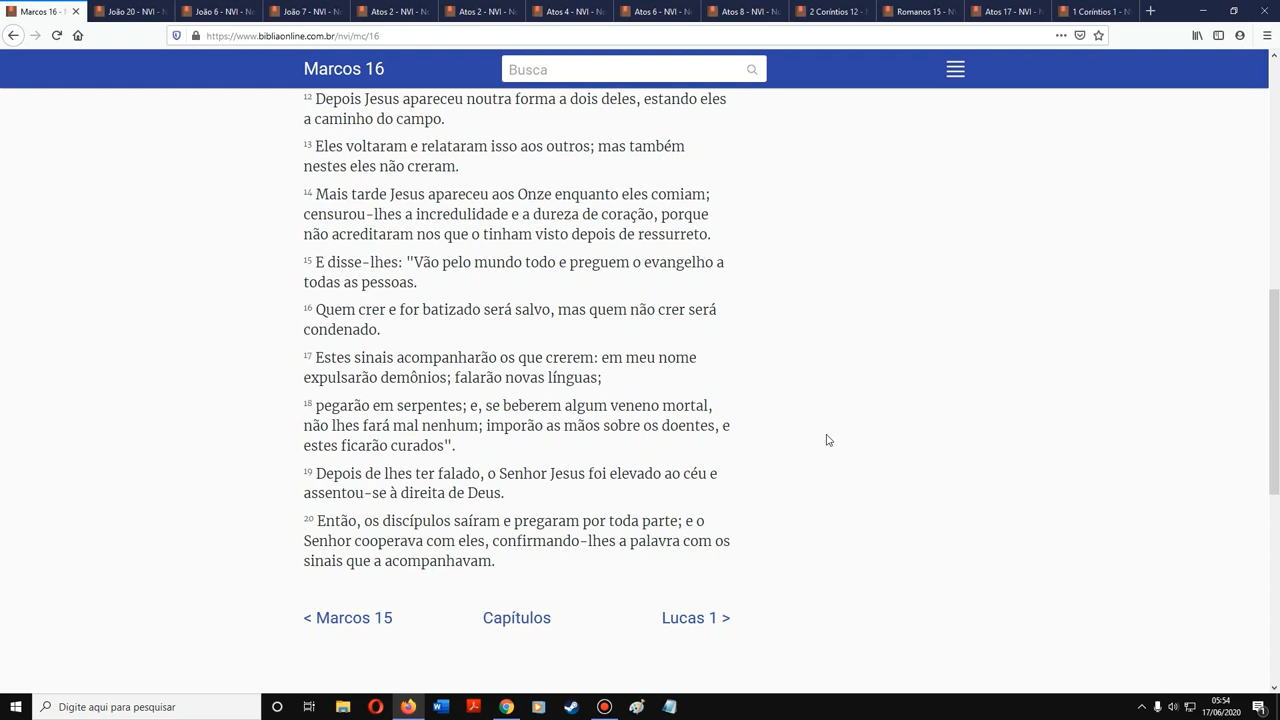 Marcos 16 -
João 20 - NVI - No
João 6 - NVI - No
João 7 - NVI - No
Atos 2 - NVI - No
Atos 2 - NVI - No
Atos 4 - NVI - No
Atos 6 - NVI - No
Atos 8 - NVI - No
2 Coríntios 12 -
Romanos 15 - N
Atos 17 - NVI - N
1 Coríntios 1 -
https://www.bibliaonline.com.br/nvi/mc/16
Marcos 16
Busca
12 Depois Jesus apareceu noutra forma a dois deles, estando eles
a caminho do campo.
13 Eles voltaram e relataram isso aos outros; mas também
nestes eles não creram.
14 Mais tarde Jesus apareceu aos Onze enquanto eles comiam;
censurou-lhes a incredulidade e a dureza de coração, porque
não acreditaram nos que o tinham visto depois de ressurreto.
15 E disse-lhes: "Vão pelo mundo todo e preguem o evangelho a
todas as pessoas.
16 Quem crer e for batizado será salvo, mas quem não crer será
condenado.
17 Estes sinais acompanharão os que crerem: em meu nome
expulsarão demônios; falarão novas línguas;
18 pegarão em serpentes; e, se beberem algum veneno mortal,
não lhes fará mal nenhum; imporão as mãos sobre os doentes, e
estes ficarão curados".
19 Depois de lhes ter falado, o Senhor Jesus foi elevado ao céu e
assentou-se à direita de Deus.
20 Então, os discípulos saíram e pregaram por toda parte; e o
Senhor cooperava com eles, confirmando-lhes a palavra com os
sinais que a acompanhavam.
< Marcos 15
Capítulos
Lucas 1 >
Digite aqui para pesquisar
05:54
17/06/2020